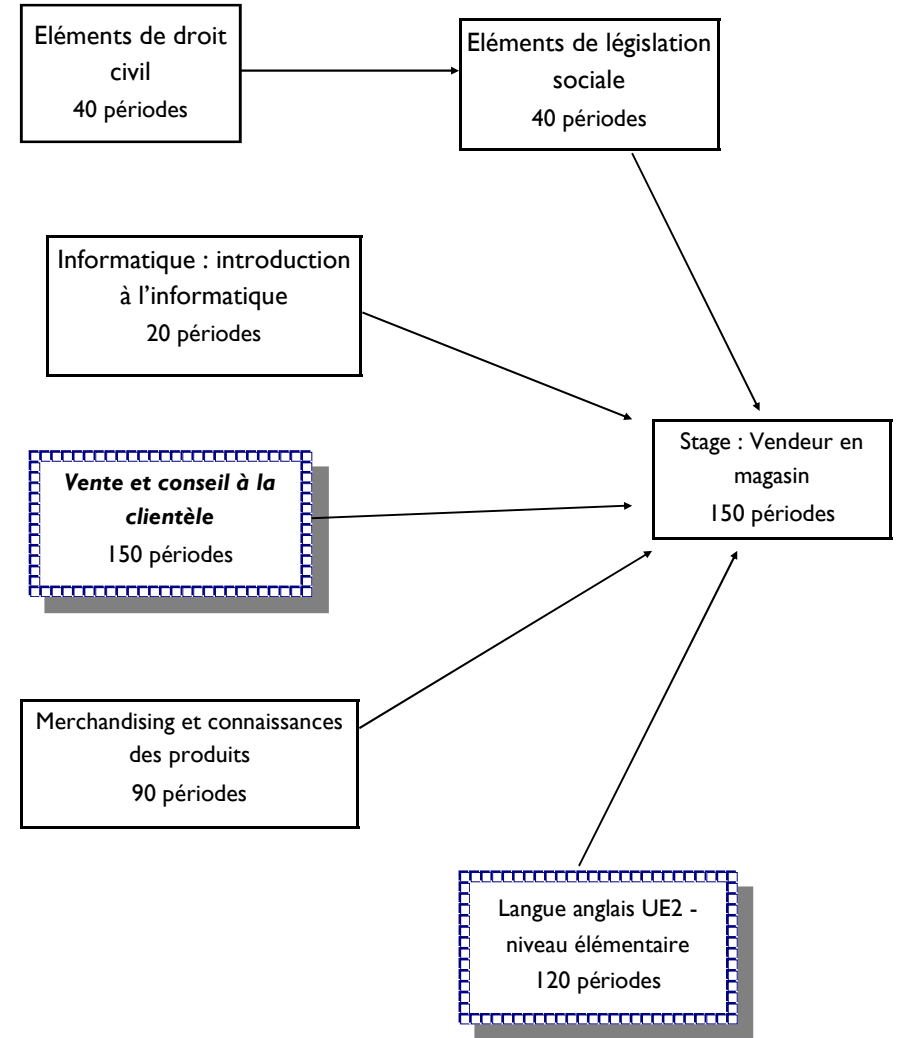 Eléments de droit
civil
40 périodes
Eléments de législation
sociale
40 périodes
Informatique : introduction
à l’informatique
20 périodes
Stage : Vendeur en
magasin
150 périodes
Vente et conseil à la
clientèle
150 périodes
Merchandising et connaissances
des produits
90 périodes
Langue anglais UE2 -
niveau élémentaire
120 périodes